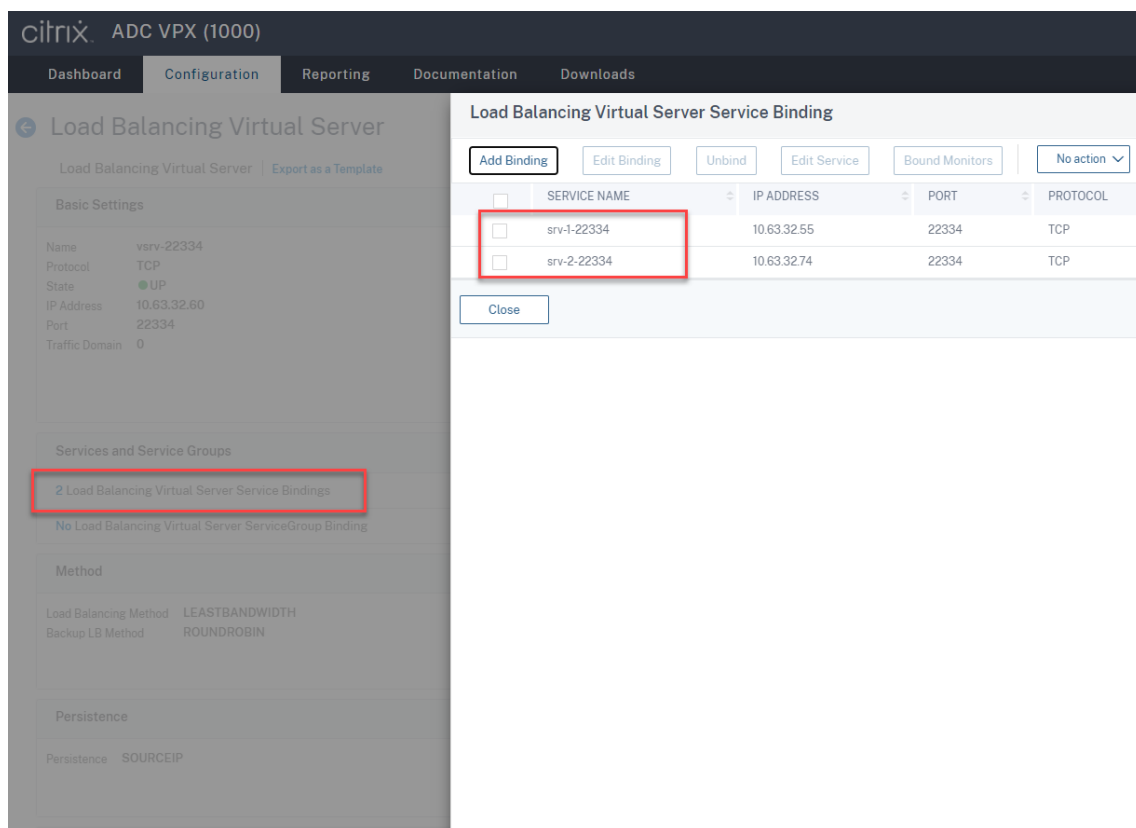 citrix ADC VPX (1000)
Dashboard Configuration Reporting Documentation Downloads
Load Balancing Virtual Server
Load Balancing Virtual Server | Export as a Template
Basic Settings
Name vsrv-22334
Protocol TCP
State UP
IP Address 10.63.32.60
Port 22334
Traffic Domain 0
Services and Service Groups
2 Load Balancing Virtual Server Service Bindings
No Load Balancing Virtual Server ServiceGroup Binding
Method
Load Balancing Method LEASTBANDWIDTH
Backup LB Method ROUNDROBIN
Persistence
Persistence SOURCEIP
Load Balancing Virtual Server Service Binding
Add Binding Edit Binding Unbind Edit Service Bound Monitors No action
SERVICE NAME IP ADDRESS PORT PROTOCOL
srv-1-22334 10.63.32.55 22334 TCP
srv-2-22334 10.63.32.74 22334 TCP
Close